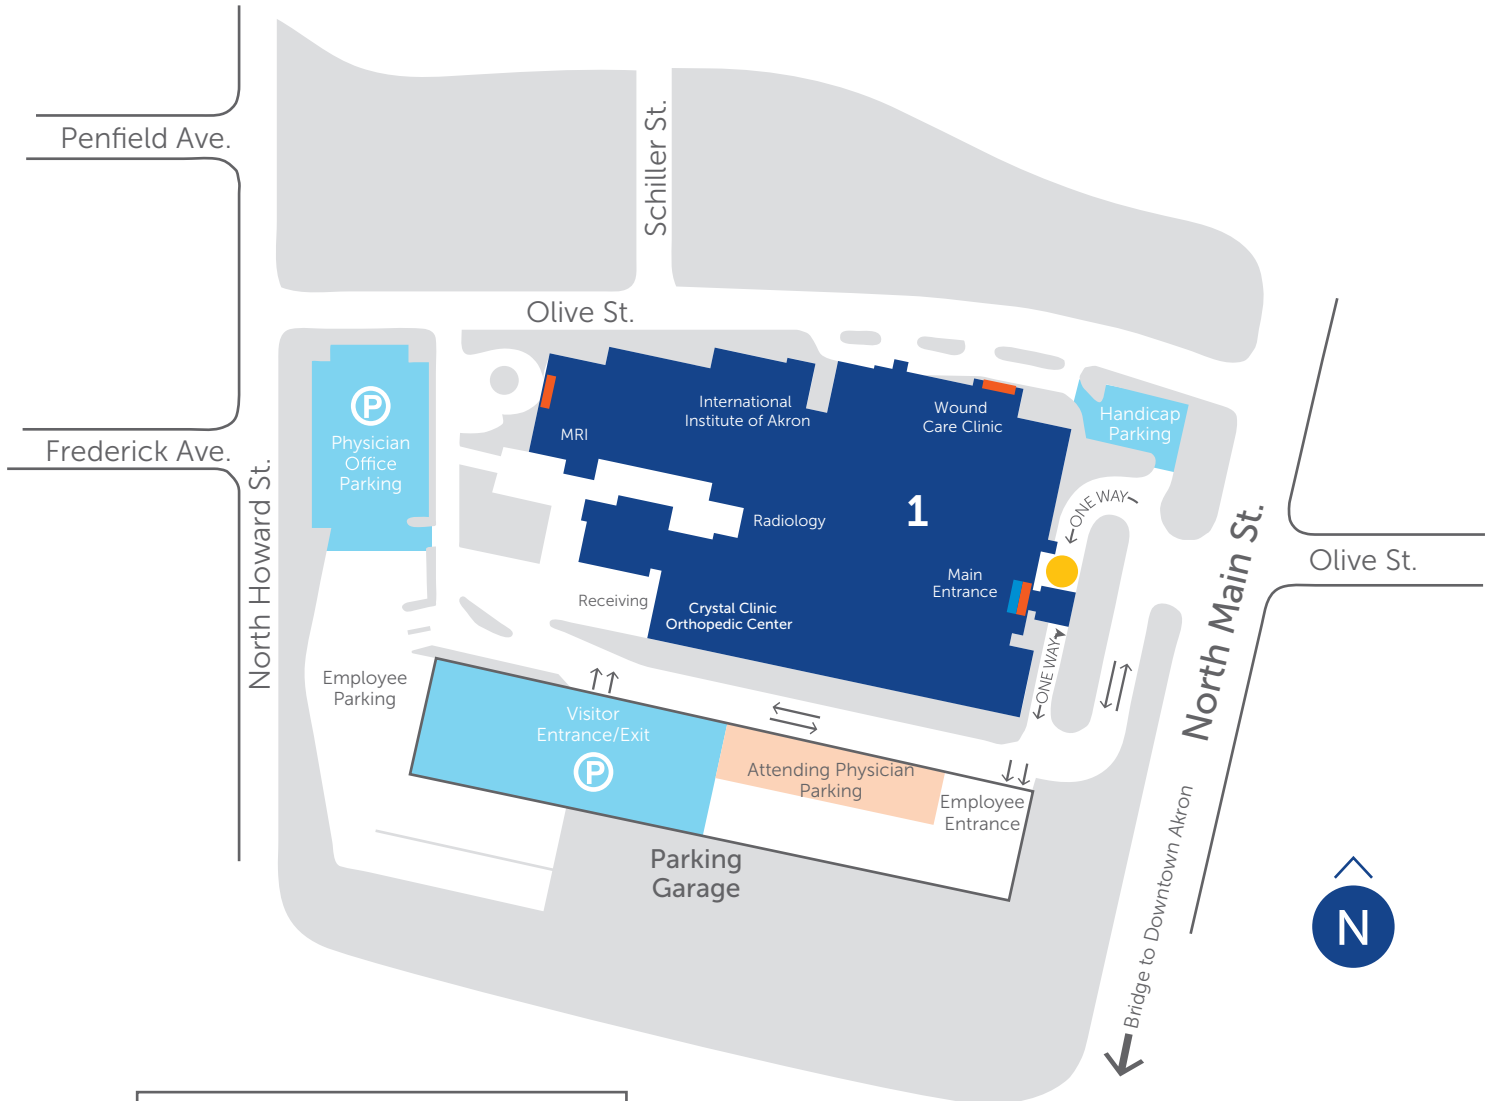 Penfield Ave.
Schiller St.
Olive St.
P
Physician
Office
Parking
International
Institute of Akron
Wound
Care Clinic
Handicap
Parking
MRI
Frederick Ave.
North Howard St.
ONE WAY
Radiology
1
Main
Entrance
Olive St.
North Main St.
Receiving
Crystal Clinic
Orthopedic Center
ONE WAY
Employee
Parking
Visitor
Entrance/Exit
P
Attending Physician
Parking
Employee
Entrance
Parking
Garage
Bridge to Downtown Akron
N